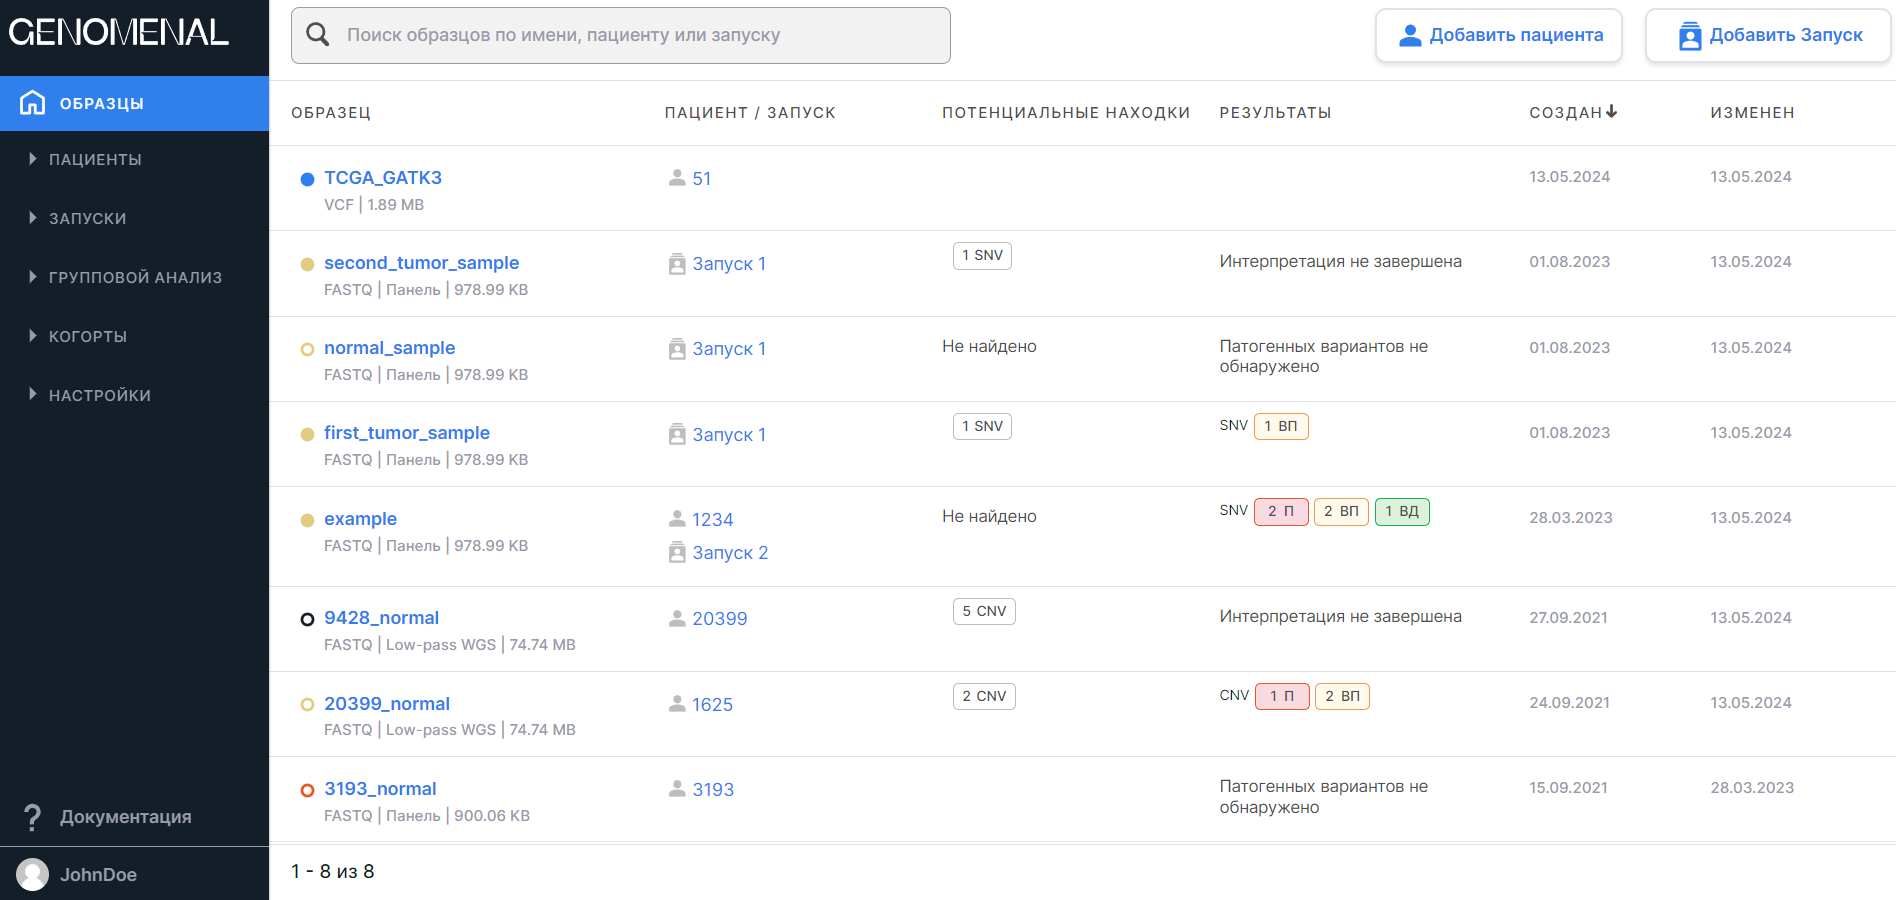 GENOMENAL
Поиск образцов по имени, пациенту или запуску
Добавить пациента
Добавить Запуск
ОБРАЗЦЫ
ПАЦИЕНТЫ
ЗАПУСКИ
ГРУППОВОЙ АНАЛИЗ
КОГОРТЫ
НАСТРОЙКИ
Документация
JohnDoe
ОБРАЗЕЦ ПАЦИЕНТ / ЗАПУСК ПОТЕНЦИАЛЬНЫЕ НАХОДКИ РЕЗУЛЬТАТЫ СОЗДАН ИЗМЕНЕН
TCGA_GATK3 51 13.05.2024 13.05.2024
VCF | 1.89 MB
second_tumor_sample Запуск 1 1 SNV Интерпретация не завершена 01.08.2023 13.05.2024
FASTQ | Панель | 978.99 KB
normal_sample Запуск 1 Не найдено Патогенных вариантов не 01.08.2023 13.05.2024
обнаружено
FASTQ | Панель | 978.99 KB
first_tumor_sample Запуск 1 1 SNV SNV 1 ВП 01.08.2023 13.05.2024
FASTQ | Панель | 978.99 KB
example 1234 Не найдено SNV 2 П 2 ВП 1 ВД 28.03.2023 13.05.2024
FASTQ | Панель | 978.99 KB
Запуск 2
9428_normal 20399 5 CNV Интерпретация не завершена 27.09.2021 13.05.2024
FASTQ | Low-pass WGS | 74.74 MB
20399_normal 1625 2 CNV CNV 1 П 2 ВП 24.09.2021 13.05.2024
FASTQ | Low-pass WGS | 74.74 MB
3193_normal 3193 Патогенных вариантов не 15.09.2021 28.03.2023
обнаружено
FASTQ | Панель | 900.06 KB
1 - 8 из 8